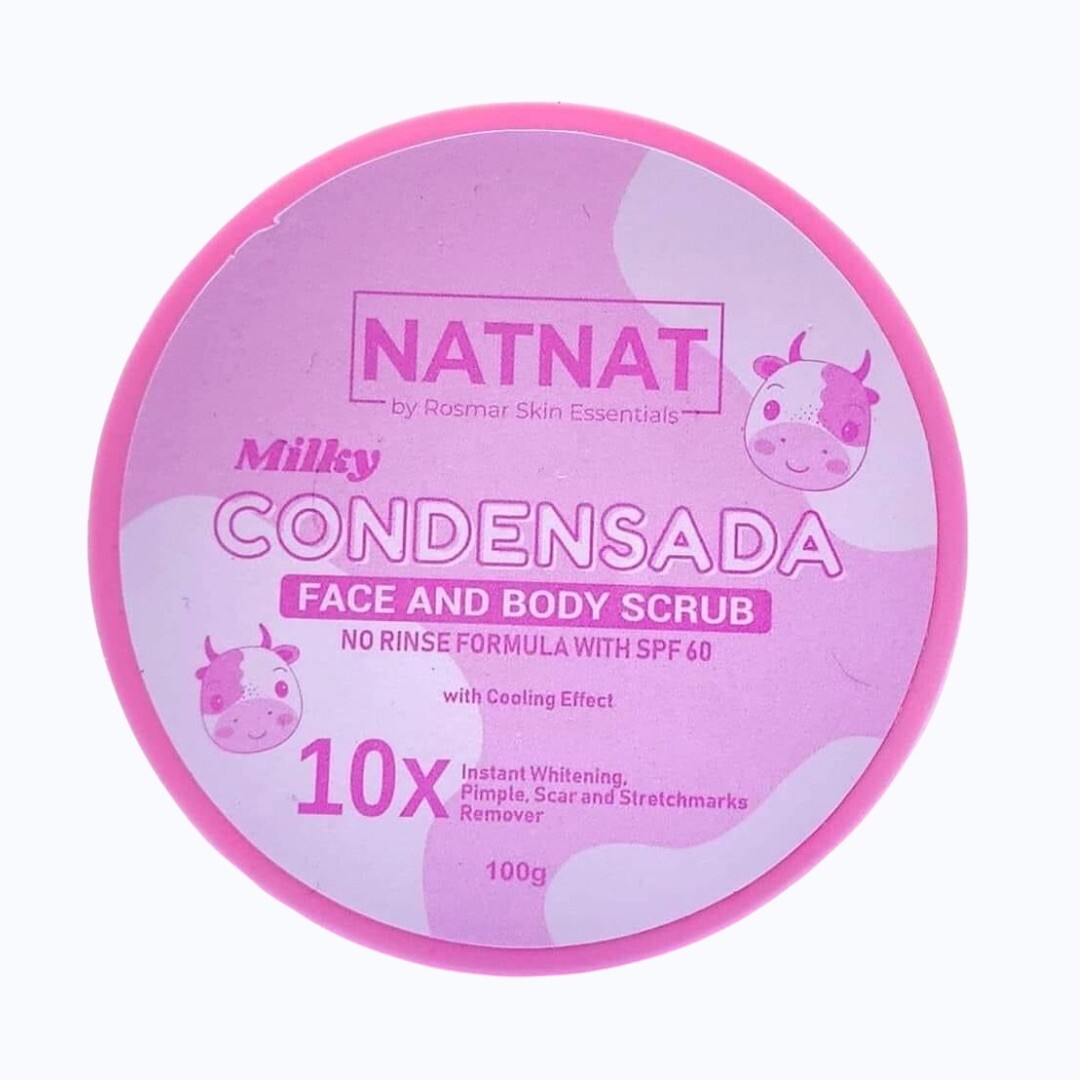 NATNAT
by Rosmar Skin Essentials
Milky
CONDENSADA
FACE AND BODY SCRUB
NO RINSE FORMULA WITH SPF 60
with Cooling Effect
10x
Instant Whitening,
Pimple, Scar and Stretchmarks
Remover
100g